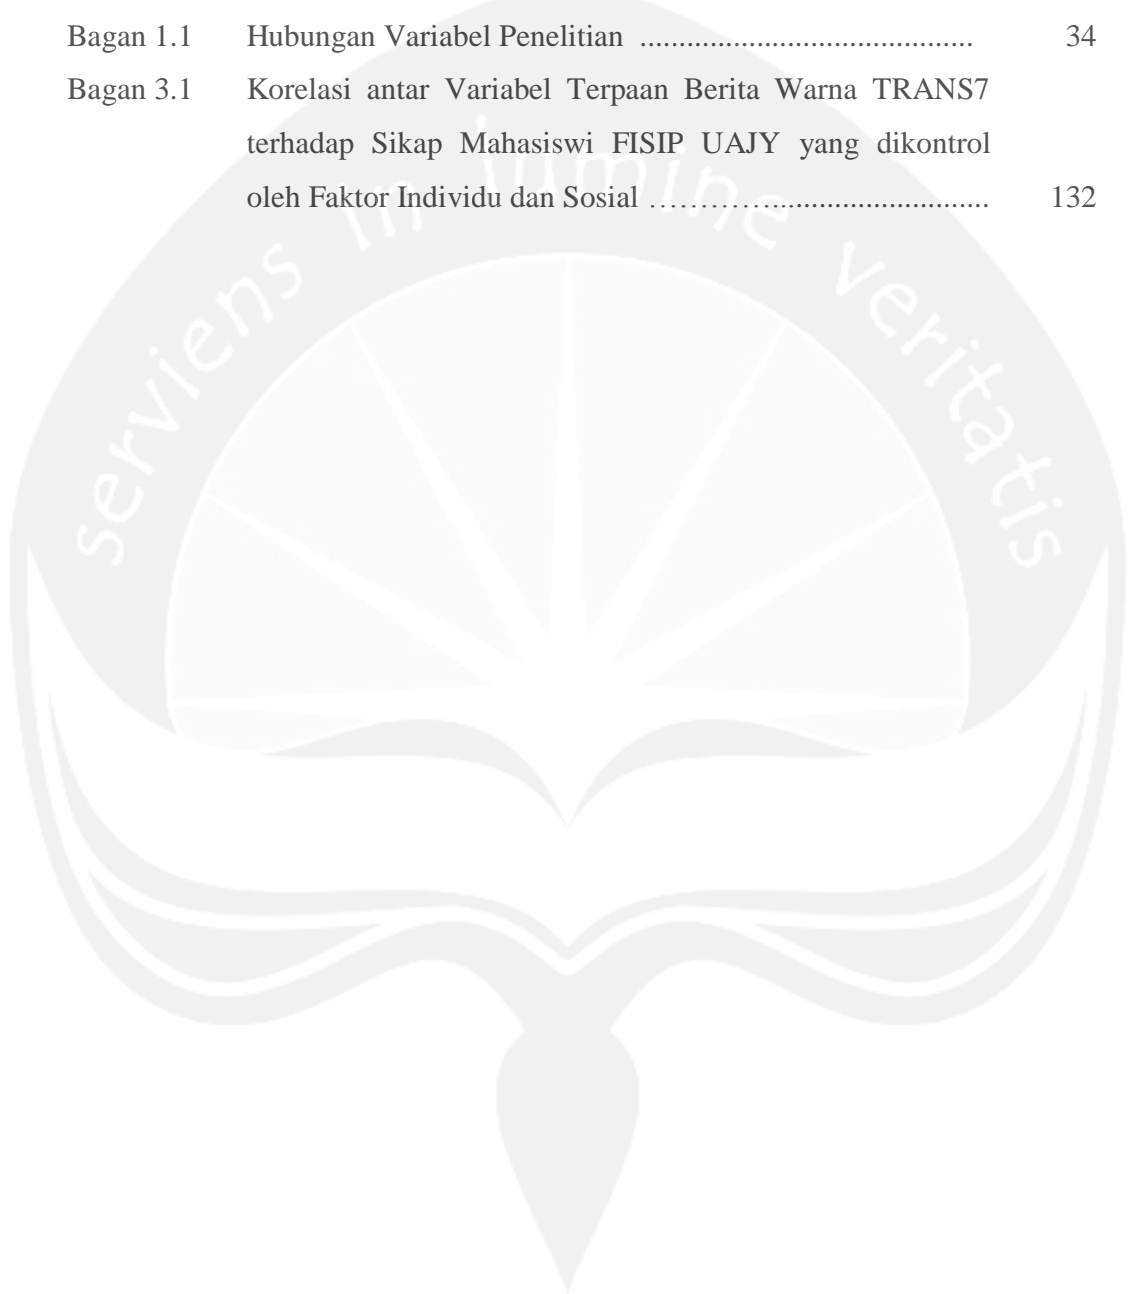 Bagan 1.1 Hubungan Variabel Penelitian ........................................... 34
Bagan 3.1 Korelasi antar Variabel Terpaan Berita Warna TRANS7
terhadap Sikap Mahasiswi FISIP UAJY yang dikontrol
oleh Faktor Individu dan Sosial ………….............................. 132
serviens in lumine veritatis